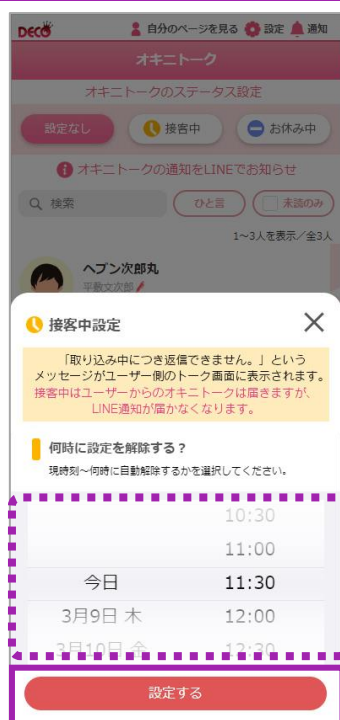 DECO
自分のページを見る 設定 通知
オキニトーク
オキニトークのステータス設定
設定なし 接客中 お休み中
オキニトークの通知をLINEでお知らせ
検索 ひと言 未読のみ
1〜3人を表示/全3人
ヘブン次郎丸
平敷文次郎
接客中設定
「取り込み中につき返信できません。」という
メッセージがユーザー側のトーク画面に表示されます。
接客中はユーザーからのオキニトークは届きますが、
LINE通知が届かなくなります。
何時に設定を解除する？
現時刻〜何時に自動解除するかを選択してください。
10:30
11:00
今日 11:30
3月9日 木 12:00
3月10日 金 12:30
設定する